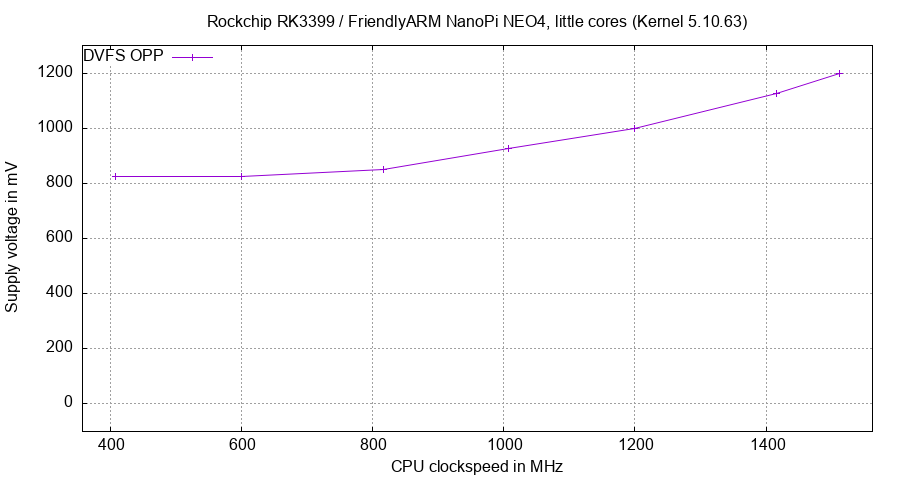 Rockchip RK3399 / FriendlyARM NanoPi NEO4, little cores (Kernel 5.10.63)
DVFS OPP
1200
1000
800
600
400
200
0
Supply voltage in mV
400 600 800 1000 1200 1400
CPU clockspeed in MHz